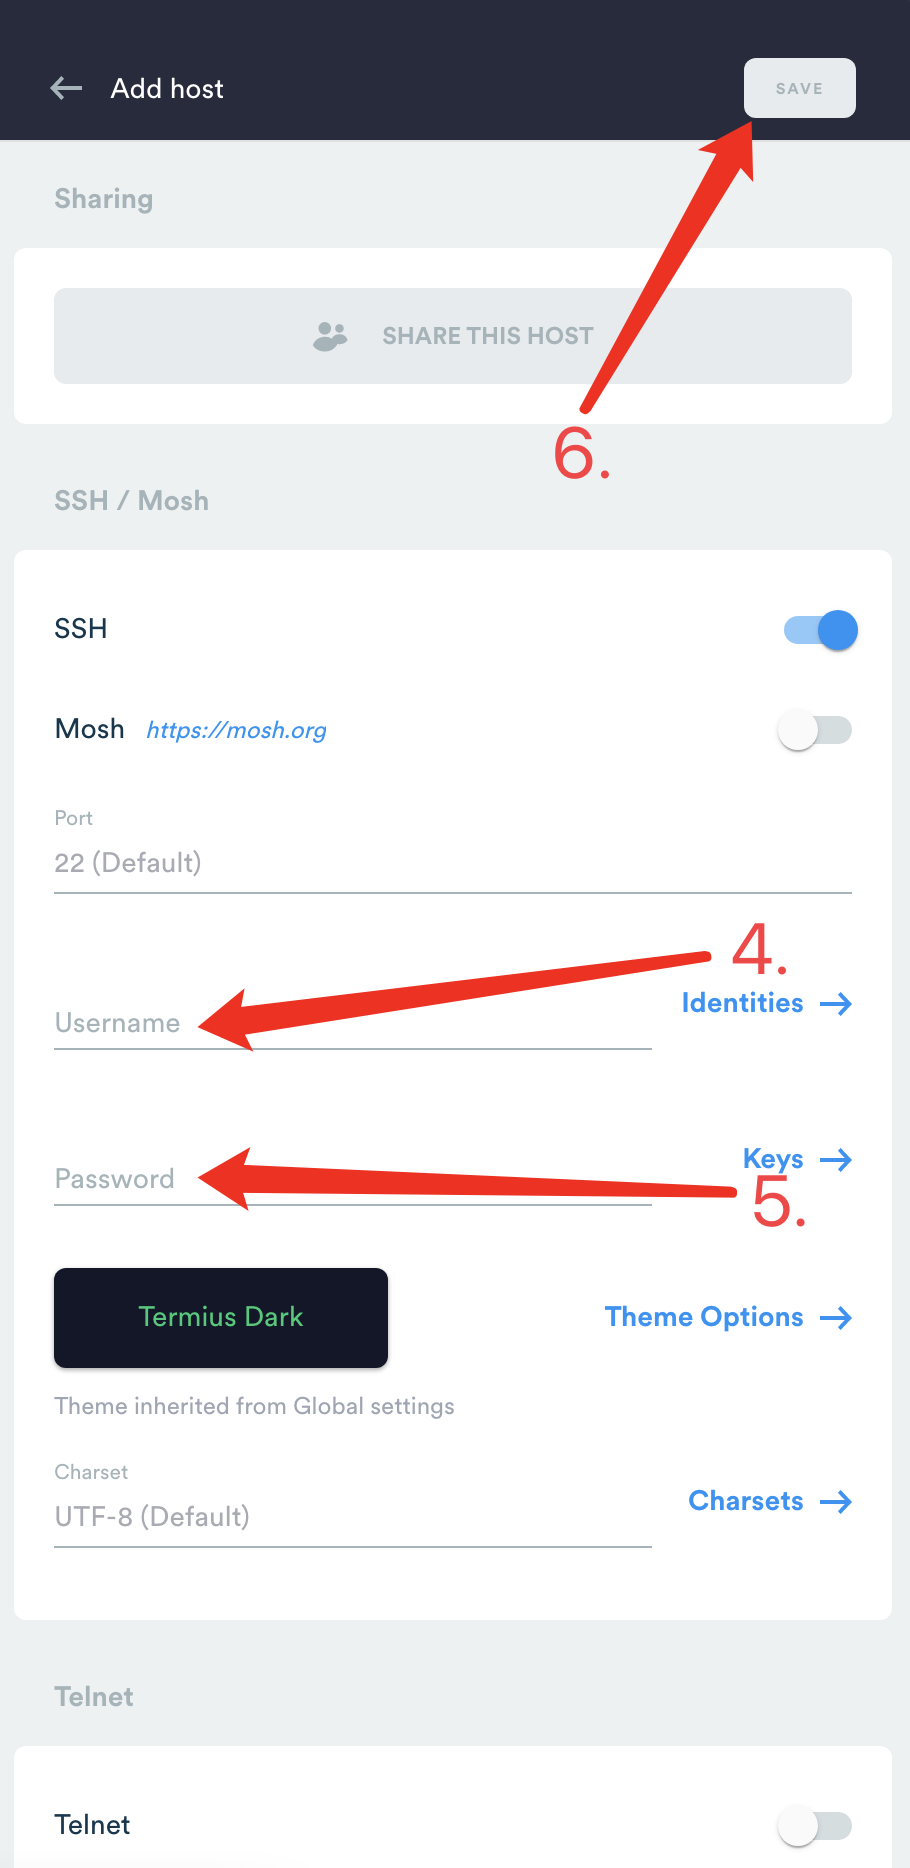 Add host
SAVE
Sharing
SHARE THIS HOST
6.
SSH / Mosh
SSH
Mosh https://mosh.org
Port
22 (Default)
4.
Username
Identities
Password
Keys
5.
Termius Dark
Theme Options
Theme inherited from Global settings
Charset
UTF-8 (Default)
Charsets
Telnet
Telnet